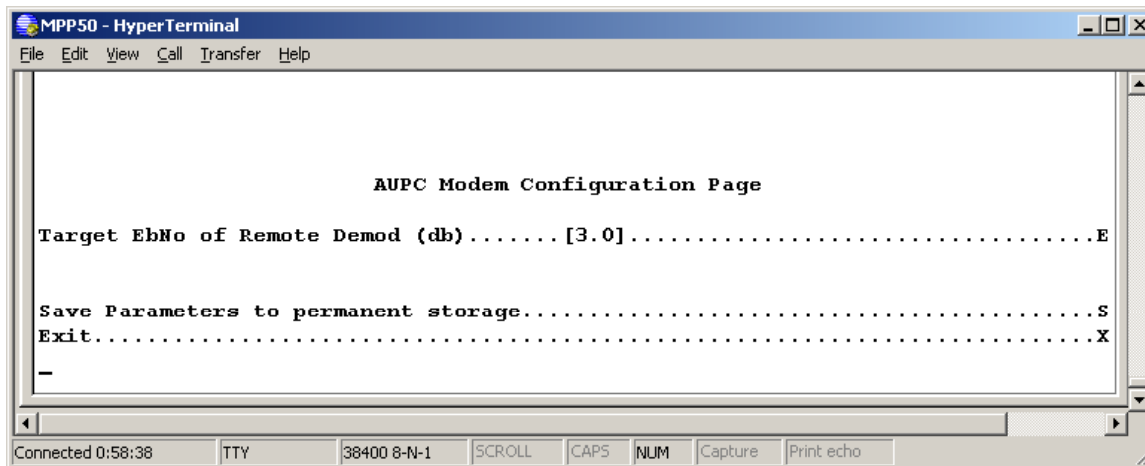 MPP50 - HyperTerminal
File Edit View Call Transfer Help
AUPC Modem Configuration Page
Target EbNo of Remote Demod (db).......[3.0]...................................E
Save Parameters to permanent storage...........................................S
Exit...........................................................................X
Connected 0:58:38 TTY 38400 8-N-1 SCROLL CAPS NUM Capture Print echo